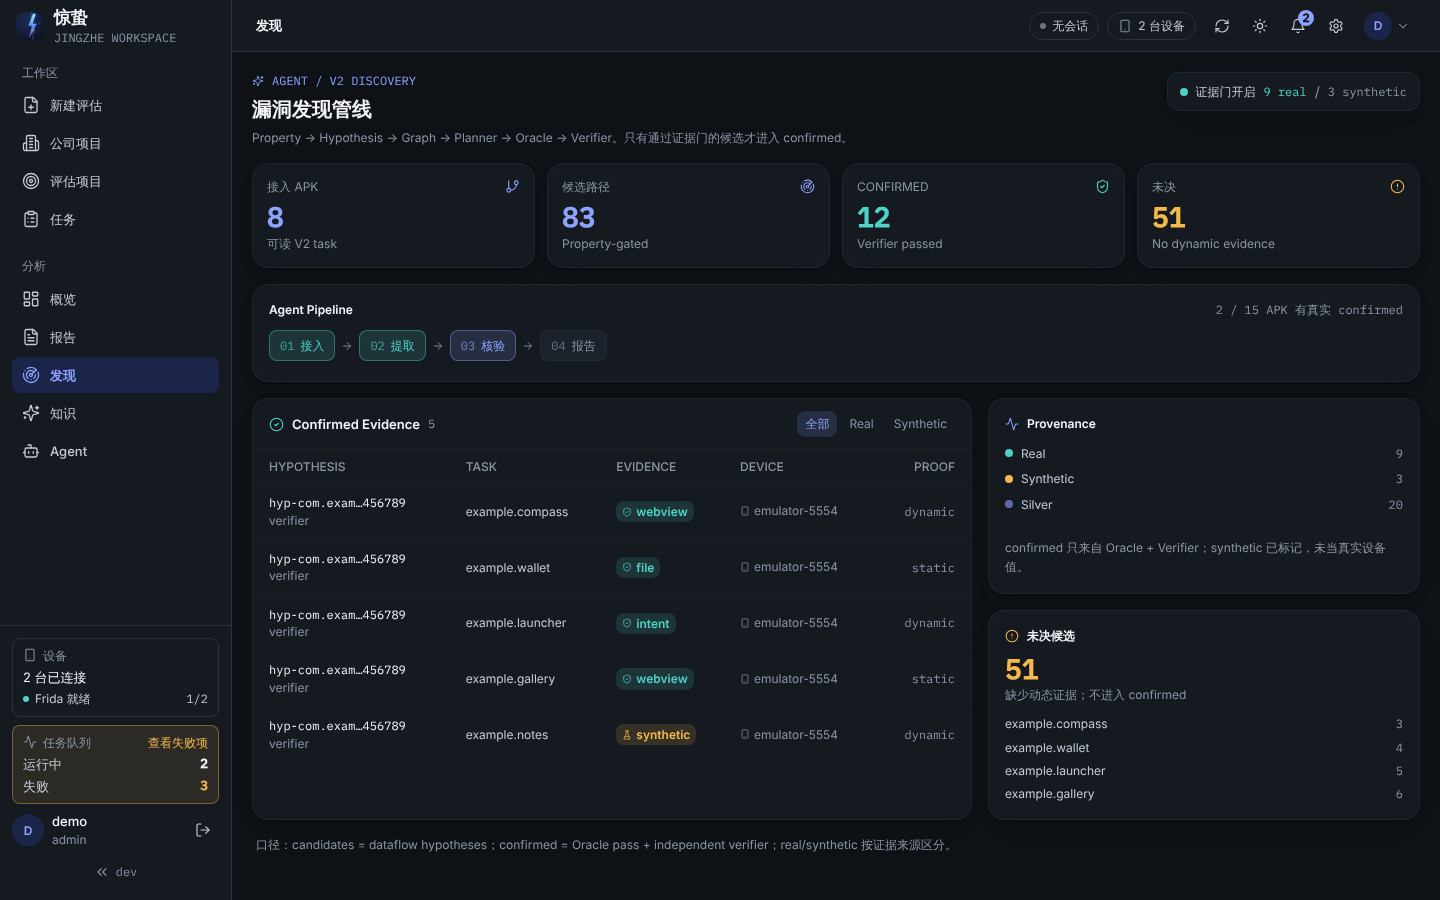 惊蛰
JINGZHE WORKSPACE
工作区
新建评估
公司项目
评估项目
任务
分析
概览
报告
发现
知识
Agent
设备
2 台已连接
Frida 就绪 1/2
任务队列 查看失败项
运行中 2
失败 3
D
demo
admin
dev
发现
无会话
2 台设备
2
D
AGENT / V2 DISCOVERY
漏洞发现管线
Property → Hypothesis → Graph → Planner → Oracle → Verifier。只有通过证据门的候选才进入 confirmed。
证据门开启 9 real / 3 synthetic
接入 APK
8
可读 V2 task
候选路径
83
Property-gated
CONFIRMED
12
Verifier passed
未决
51
No dynamic evidence
Agent Pipeline
2 / 15 APK 有真实 confirmed
01 接入 → 02 提取 → 03 核验 → 04 报告
Confirmed Evidence 5
全部 Real Synthetic
HYPOTHESIS TASK EVIDENCE DEVICE PROOF
hyp-com.exam…456789
verifier
example.compass webview emulator-5554 dynamic
hyp-com.exam…456789
verifier
example.wallet file emulator-5554 static
hyp-com.exam…456789
verifier
example.launcher intent emulator-5554 dynamic
hyp-com.exam…456789
verifier
example.gallery webview emulator-5554 static
hyp-com.exam…456789
verifier
example.notes synthetic emulator-5554 dynamic
Provenance
Real 9
Synthetic 3
Silver 20
confirmed 只来自 Oracle + Verifier；synthetic 已标记，未当真实设备
值。
未决候选
51
缺少动态证据；不进入 confirmed
example.compass 3
example.wallet 4
example.launcher 5
example.gallery 6
口径：candidates = dataflow hypotheses；confirmed = Oracle pass + independent verifier；real/synthetic 按证据来源区分。